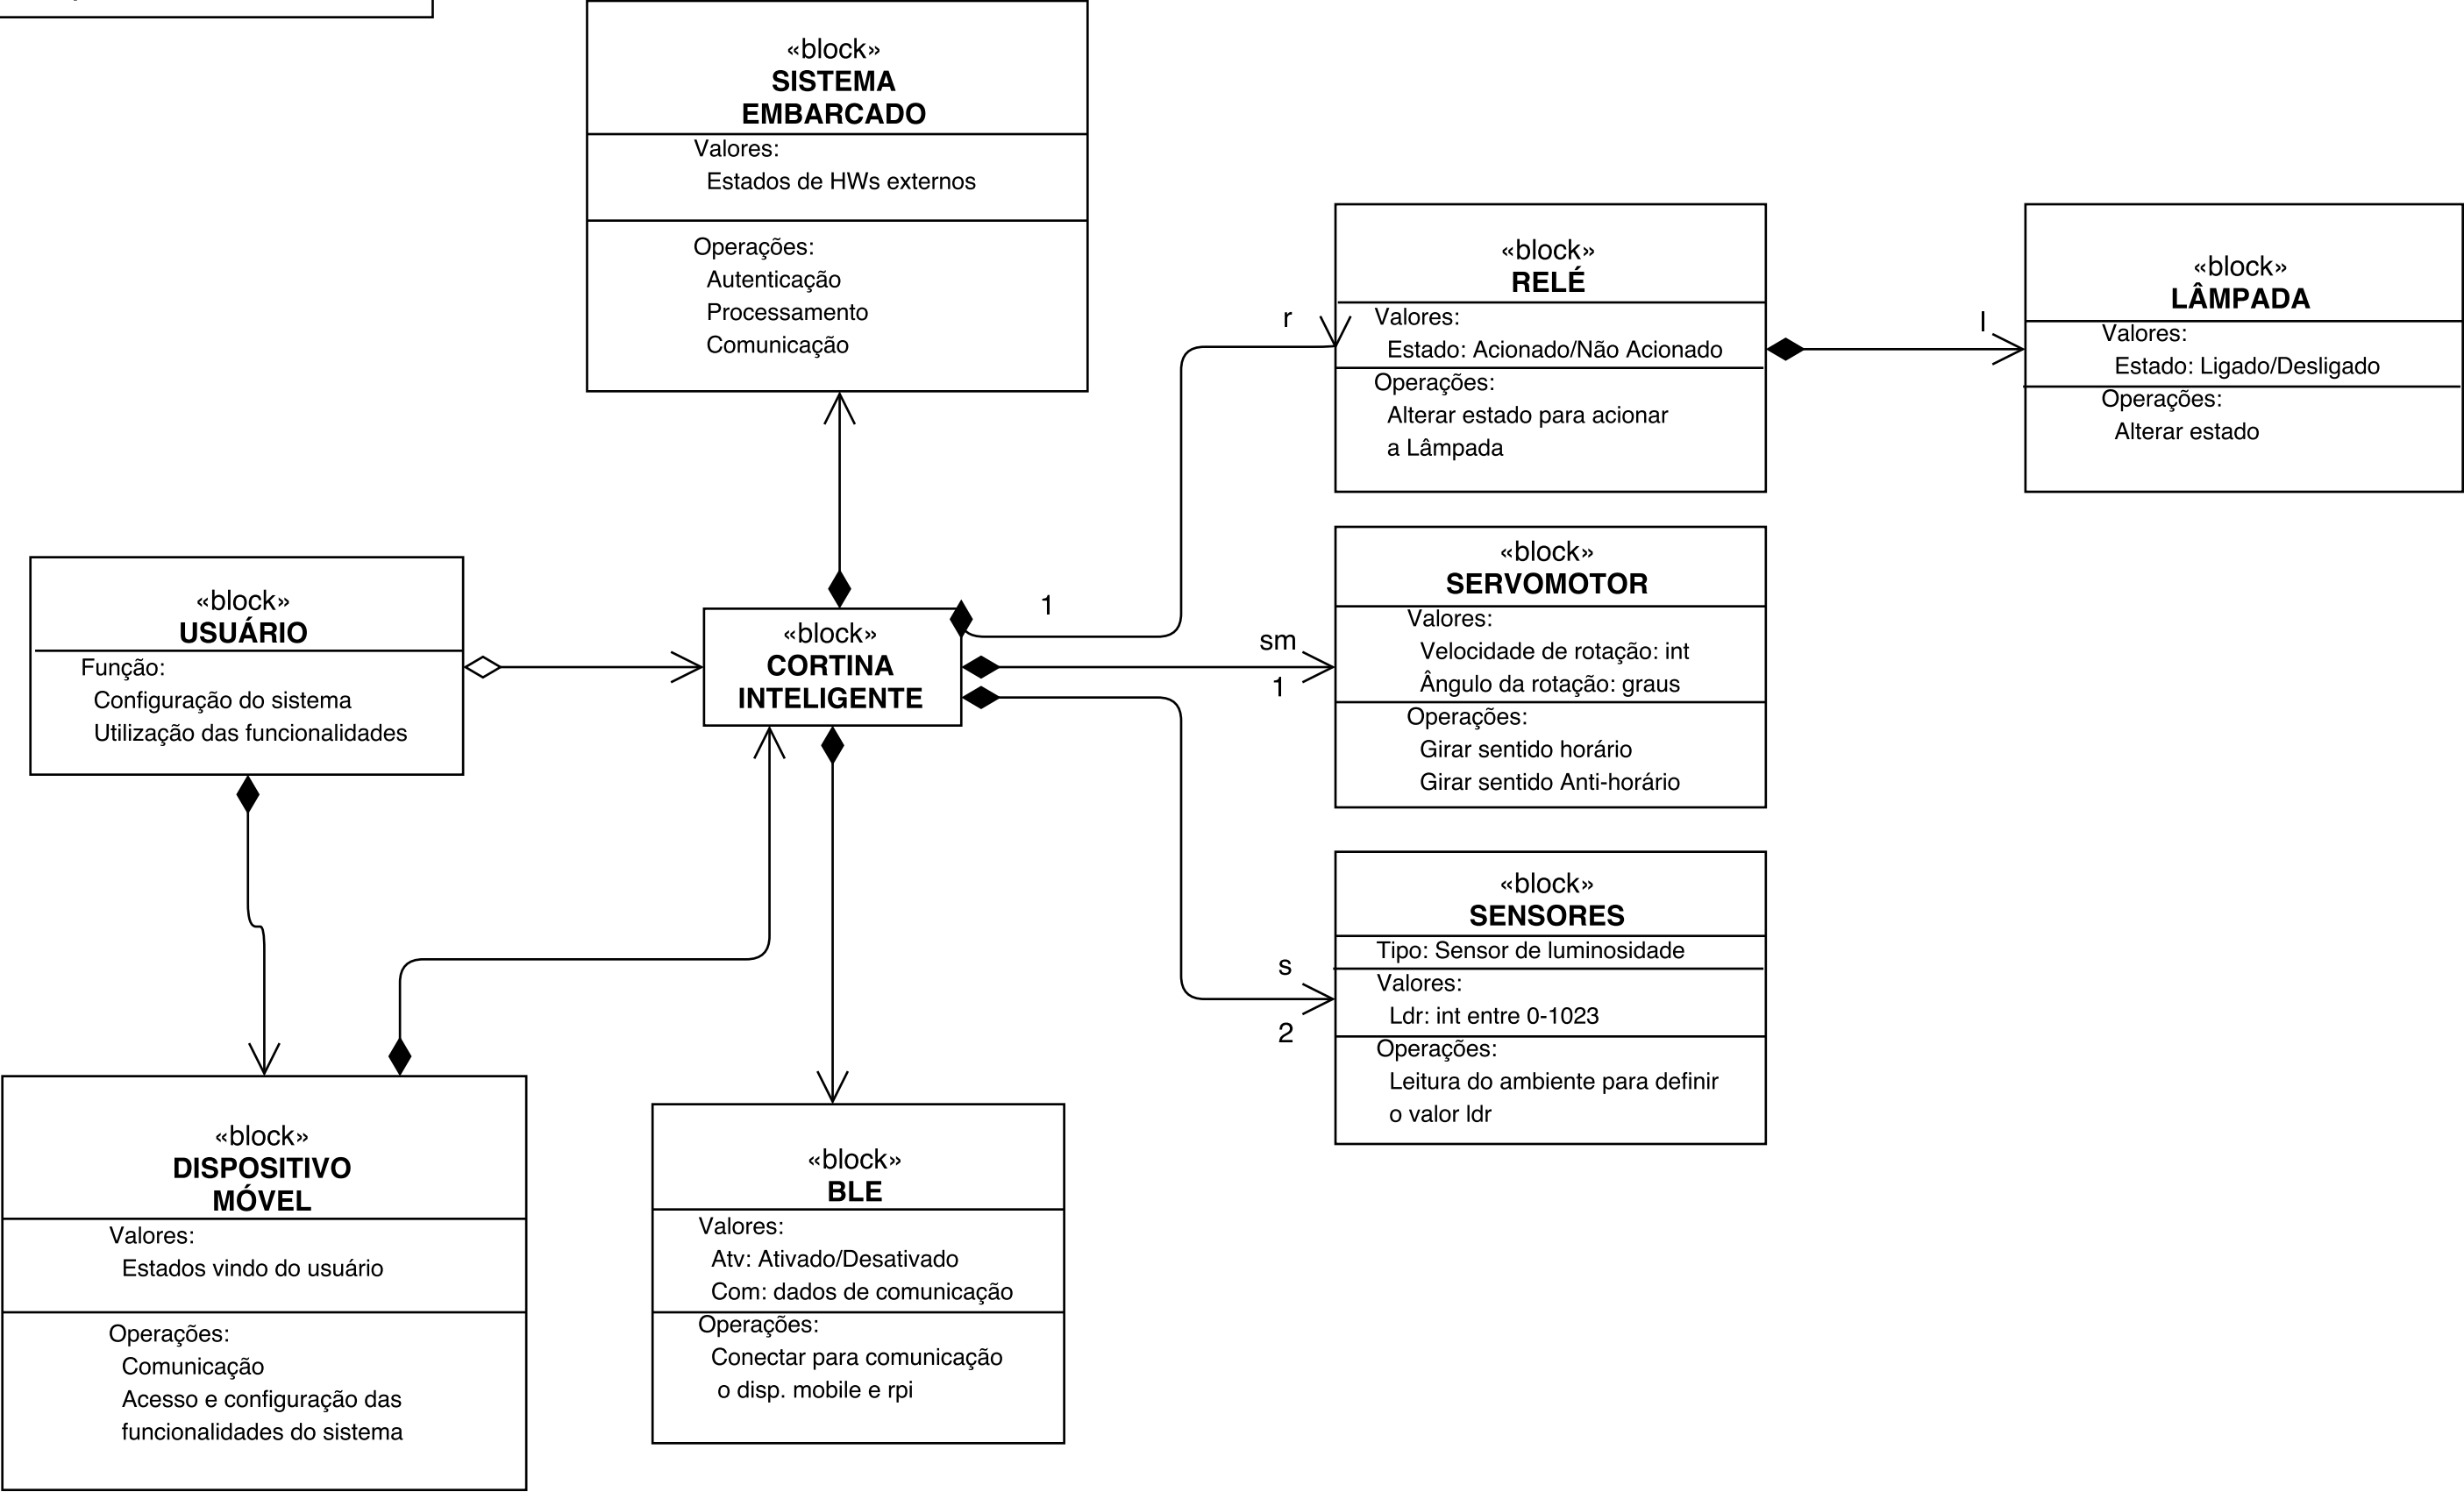 «block»
SISTEMA
EMBARCADO
Valores:
Estados de HWs externos
Operações:
Autenticação
Processamento
Comunicação
«block»
RELÉ
Valores:
Estado: Acionado/Não Acionado
Operações:
Alterar estado para acionar
a Lâmpada
r
l
«block»
LÂMPADA
Valores:
Estado: Ligado/Desligado
Operações:
Alterar estado
«block»
USUÁRIO
Função:
Configuração do sistema
Utilização das funcionalidades
«block»
CORTINA
INTELIGENTE
1
sm
1
«block»
SERVOMOTOR
Valores:
Velocidade de rotação: int
Ângulo da rotação: graus
Operações:
Girar sentido horário
Girar sentido Anti-horário
s
2
«block»
SENSORES
Tipo: Sensor de luminosidade
Valores:
Ldr: int entre 0-1023
Operações:
Leitura do ambiente para definir
o valor ldr
«block»
DISPOSITIVO
MÓVEL
Valores:
Estados vindo do usuário
Operações:
Comunicação
Acesso e configuração das
funcionalidades do sistema
«block»
BLE
Valores:
Atv: Ativado/Desativado
Com: dados de comunicação
Operações:
Conectar para comunicação
o disp. mobile e rpi